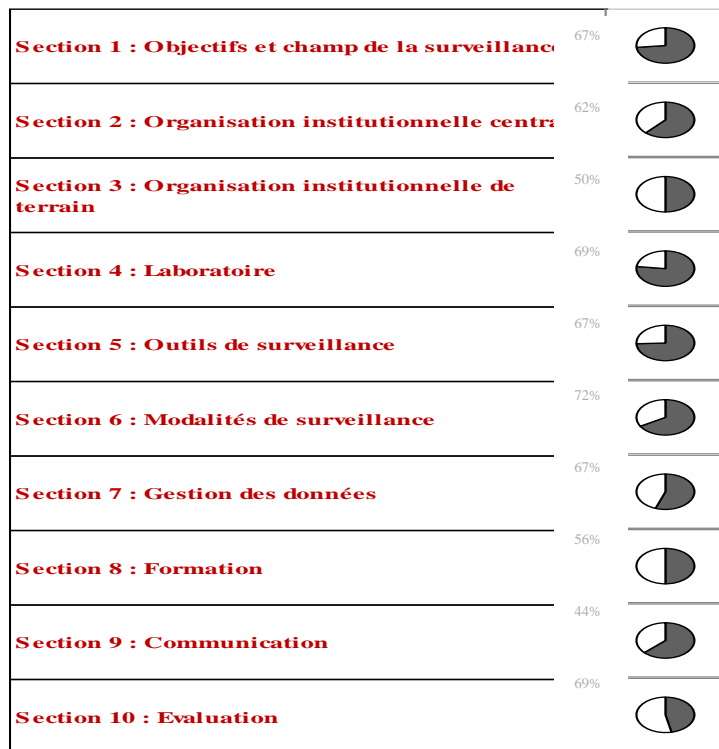 Section 1 : Objectifs et champ de la surveillance
67%
Section 2 : Organisation institutionnelle centra
62%
Section 3 : Organisation institutionnelle de
terrain
50%
Section 4 : Laboratoire
69%
Section 5 : Outils de surveillance
67%
Section 6 : Modalités de surveillance
72%
Section 7 : Gestion des données
67%
Section 8 : Formation
56%
Section 9 : Communication
44%
Section 10 : Evaluation
69%